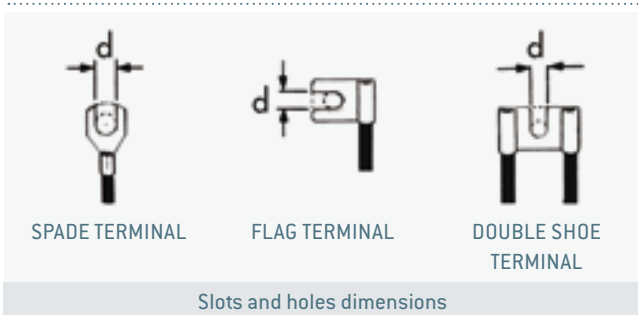 d
d
d
SPADE TERMINAL
FLAG TERMINAL
DOUBLE SHOE
TERMINAL
Slots and holes dimensions